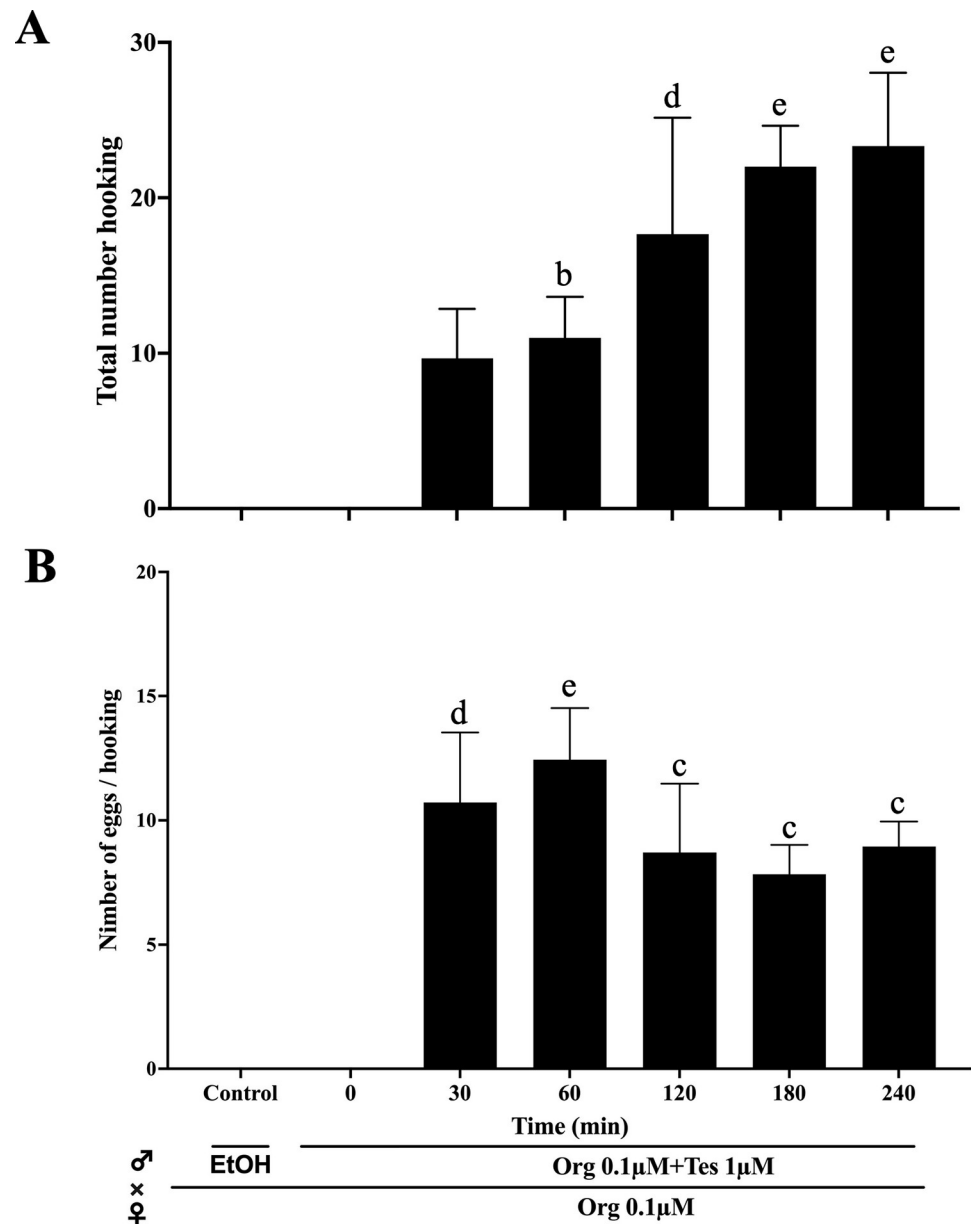 A
30
20
10
0
Total number hooking
b
d
e
e
B
20
15
10
5
0
Nimber of eggs / hooking
d
e
c
c
c
Control 0 30 60 120 180 240
Time (min)
♂ EtOH Org 0.1μM+Tes 1μM
×
♀ Org 0.1μM